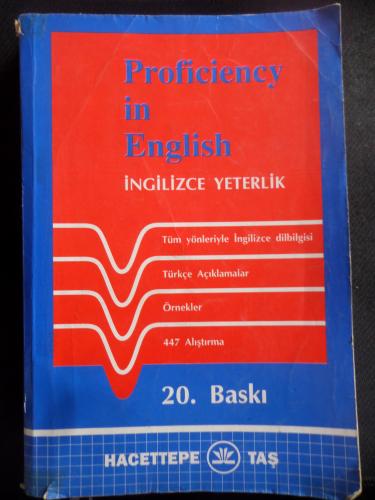 Proficiency
in
English
İNGİLİZCE YETERLİK
Tüm yönleriyle İngilizce dilbilgisi
Türkçe Açıklamalar
Örnekler
447 Alıştırma
20. Baskı
HACETTEPE TAŞ